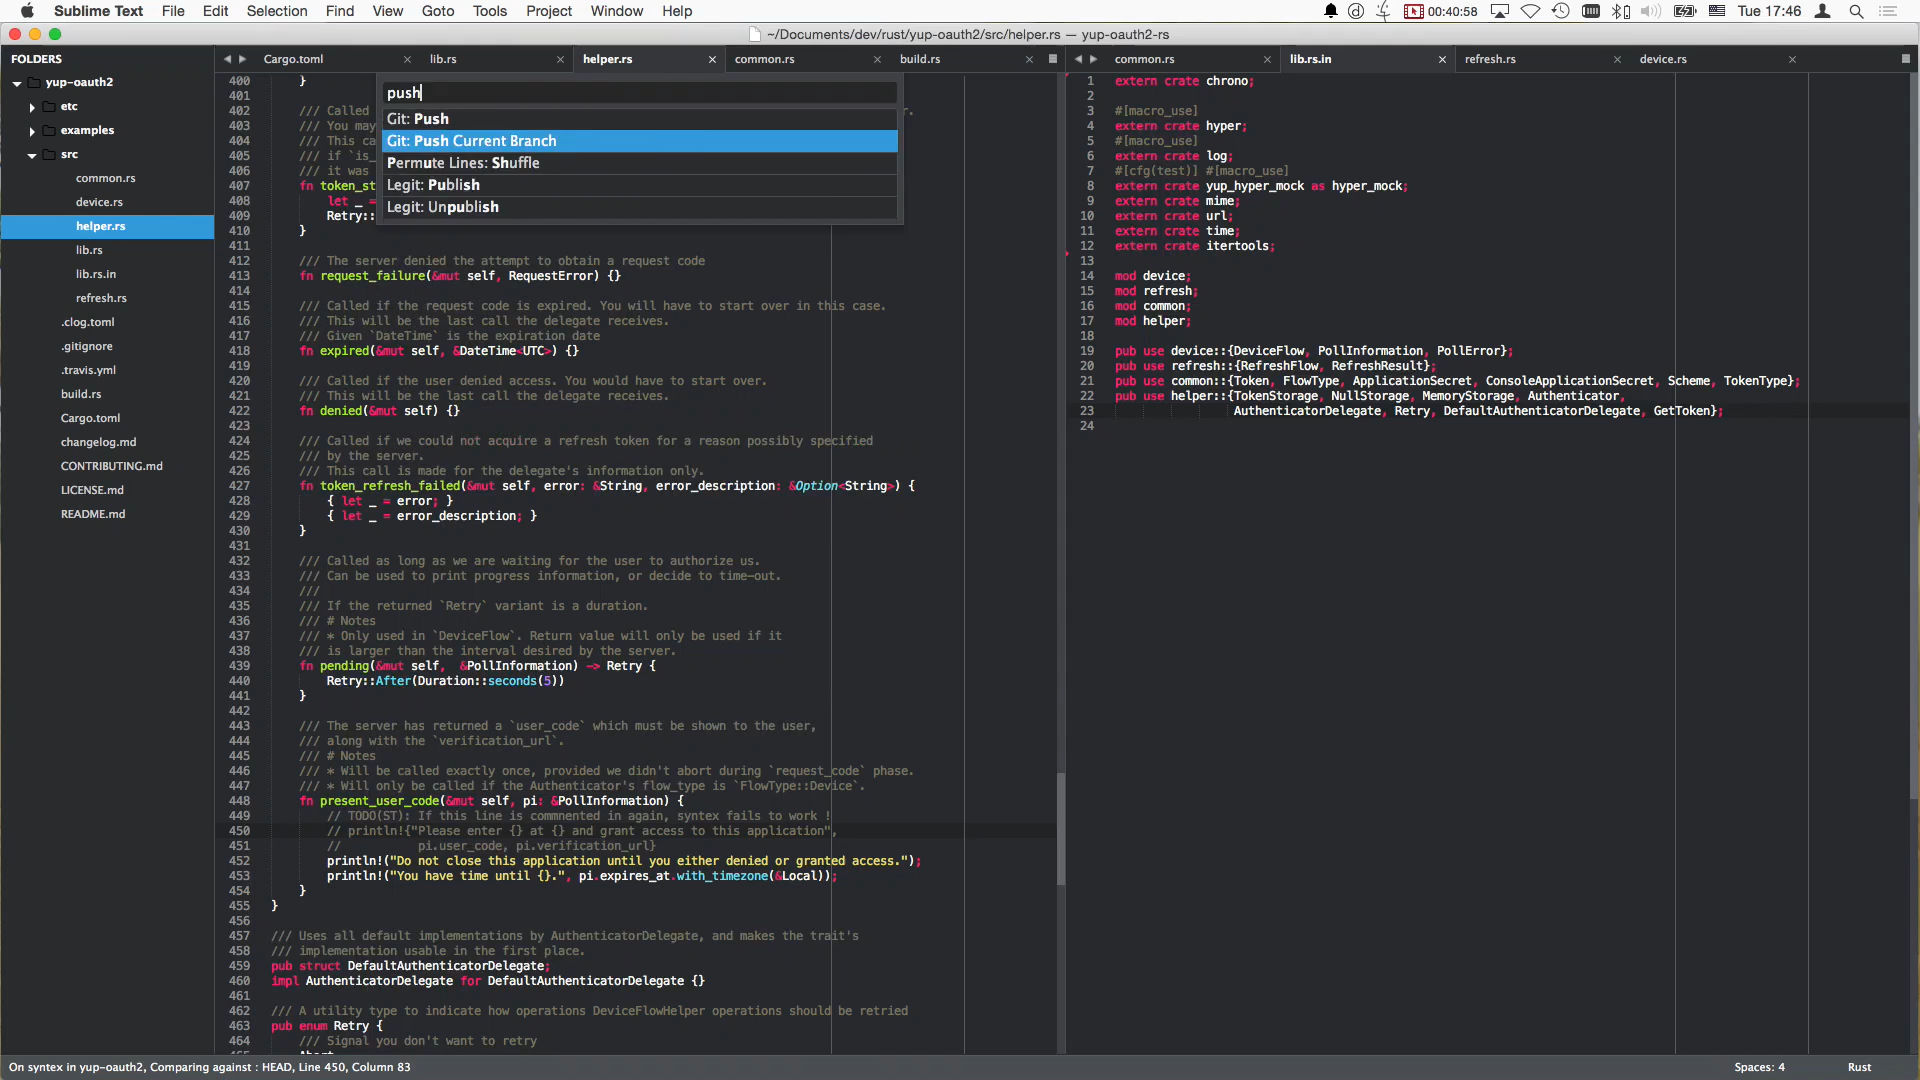 Sublime Text File Edit Selection Find View Goto Tools Project Window Help 00:40:58 Tue 17:46
~/Documents/dev/rust/yup-oauth2/src/helper.rs — yup-oauth2-rs
FOLDERS
yup-oauth2
etc
examples
src
common.rs
device.rs
helper.rs
lib.rs
lib.rs.in
refresh.rs
.clog.toml
.gitignore
.travis.yml
build.rs
Cargo.toml
changelog.md
CONTRIBUTING.md
LICENSE.md
README.md
Cargo.toml lib.rs helper.rs common.rs build.rs
push
Git: Push
Git: Push Current Branch
Permute Lines: Shuffle
Legit: Publish
Legit: Unpublish
400 }
401
402 /// Called r.
403 /// You may
404 /// This ca
405 /// if `is_
406 /// it was
407 fn token_st
408 let _ =
409 Retry::
410 }
411
412 /// The server denied the attempt to obtain a request code
413 fn request_failure(&mut self, RequestError) {}
414
415 /// Called if the request code is expired. You will have to start over in this case.
416 /// This will be the last call the delegate receives.
417 /// Given `DateTime` is the expiration date
418 fn expired(&mut self, &DateTime<UTC>) {}
419
420 /// Called if the user denied access. You would have to start over.
421 /// This will be the last call the delegate receives.
422 fn denied(&mut self) {}
423
424 /// Called if we could not acquire a refresh token for a reason possibly specified
425 /// by the server.
426 /// This call is made for the delegate's information only.
427 fn token_refresh_failed(&mut self, error: &String, error_description: &Option<String>) {
428 { let _ = error; }
429 { let _ = error_description; }
430 }
431
432 /// Called as long as we are waiting for the user to authorize us.
433 /// Can be used to print progress information, or decide to time-out.
434 ///
435 /// If the returned `Retry` variant is a duration.
436 /// # Notes
437 /// * Only used in `DeviceFlow`. Return value will only be used if it
438 /// is larger than the interval desired by the server.
439 fn pending(&mut self, &PollInformation) -> Retry {
440 Retry::After(Duration::seconds(5))
441 }
442
443 /// The server has returned a `user_code` which must be shown to the user,
444 /// along with the `verification_url`.
445 /// # Notes
446 /// * Will be called exactly once, provided we didn't abort during `request_code` phase.
447 /// * Will only be called if the Authenticator's flow_type is `FlowType::Device`.
448 fn present_user_code(&mut self, pi: &PollInformation) {
449 // TODO(ST): If this line is commnented in again, syntex fails to work !
450 // println!{"Please enter {} at {} and grant access to this application",
451 // pi.user_code, pi.verification_url}
452 println!("Do not close this application until you either denied or granted access.");
453 println!("You have time until {}.", pi.expires_at.with_timezone(&Local));
454 }
455 }
456
457 /// Uses all default implementations by AuthenticatorDelegate, and makes the trait's
458 /// implementation usable in the first place.
459 pub struct DefaultAuthenticatorDelegate;
460 impl AuthenticatorDelegate for DefaultAuthenticatorDelegate {}
461
462 /// A utility type to indicate how operations DeviceFlowHelper operations should be retried
463 pub enum Retry {
464 /// Signal you don't want to retry
common.rs lib.rs.in refresh.rs device.rs
1 extern crate chrono;
2
3 #[macro_use]
4 extern crate hyper;
5 #[macro_use]
6 extern crate log;
7 #[cfg(test)] #[macro_use]
8 extern crate yup_hyper_mock as hyper_mock;
9 extern crate mime;
10 extern crate url;
11 extern crate time;
12 extern crate itertools;
13
14 mod device;
15 mod refresh;
16 mod common;
17 mod helper;
18
19 pub use device::{DeviceFlow, PollInformation, PollError};
20 pub use refresh::{RefreshFlow, RefreshResult};
21 pub use common::{Token, FlowType, ApplicationSecret, ConsoleApplicationSecret, Scheme, TokenType};
22 pub use helper::{TokenStorage, NullStorage, MemoryStorage, Authenticator,
23 AuthenticatorDelegate, Retry, DefaultAuthenticatorDelegate, GetToken};
24
On syntex in yup-oauth2, Comparing against : HEAD, Line 450, Column 83 Spaces: 4 Rust